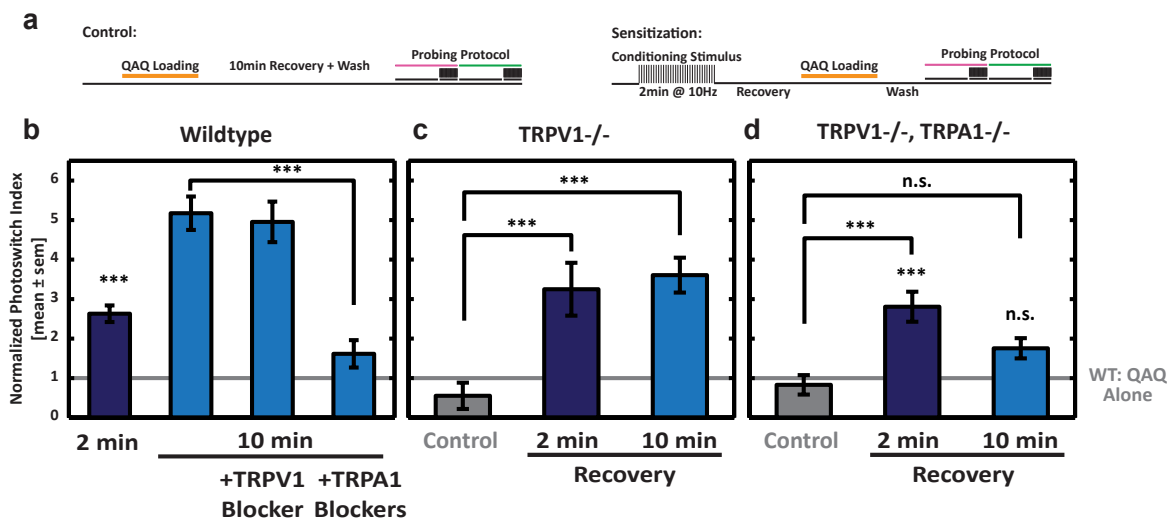 a
Control:
QAQ Loading
10min Recovery + Wash
Probing Protocol
Sensitization:
Conditioning Stimulus
2min @ 10Hz
Recovery
QAQ Loading
Wash
Probing Protocol
b
Wildtype
Normalized Photoswitch Index
[mean ± sem]
6
5
4
3
2
1
0
***
***
2 min
10 min
+TRPV1
Blocker
+TRPA1
Blockers
c
TRPV1-/-
***
***
Control
2 min
10 min
Recovery
d
TRPV1-/-, TRPA1-/-
n.s.
***
***
n.s.
Control
2 min
10 min
Recovery
WT: QAQ
Alone